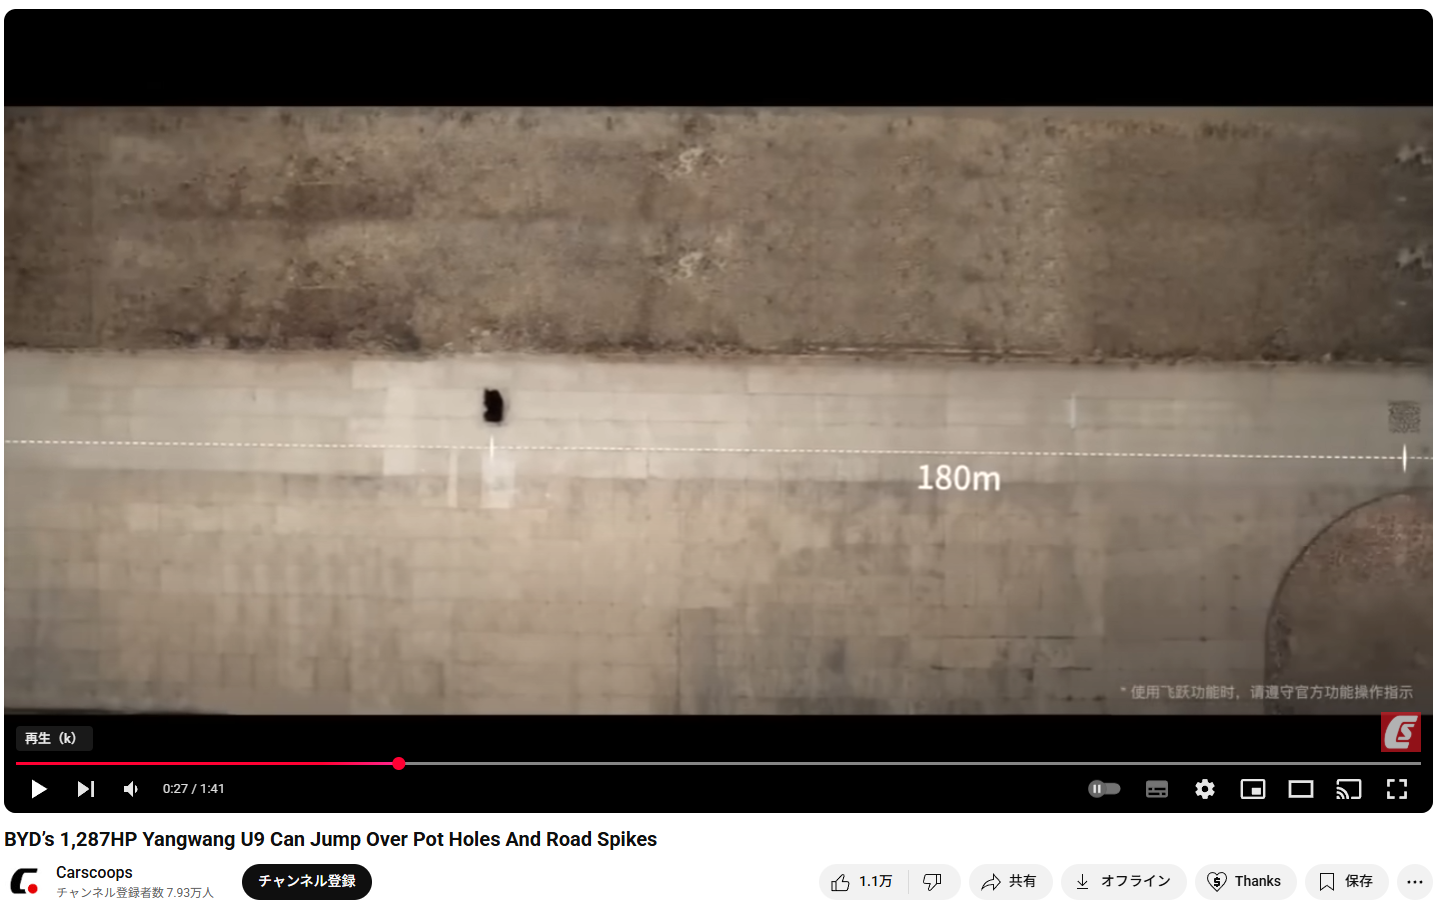 180m
* 使用飞跃功能时，请遵守官方功能操作指示
再生（k）
0:27 / 1:41
BYD’s 1,287HP Yangwang U9 Can Jump Over Pot Holes And Road Spikes
Carscoops
チャンネル登録者数 7.93万人
チャンネル登録
1.1万
共有
オフライン
Thanks
保存